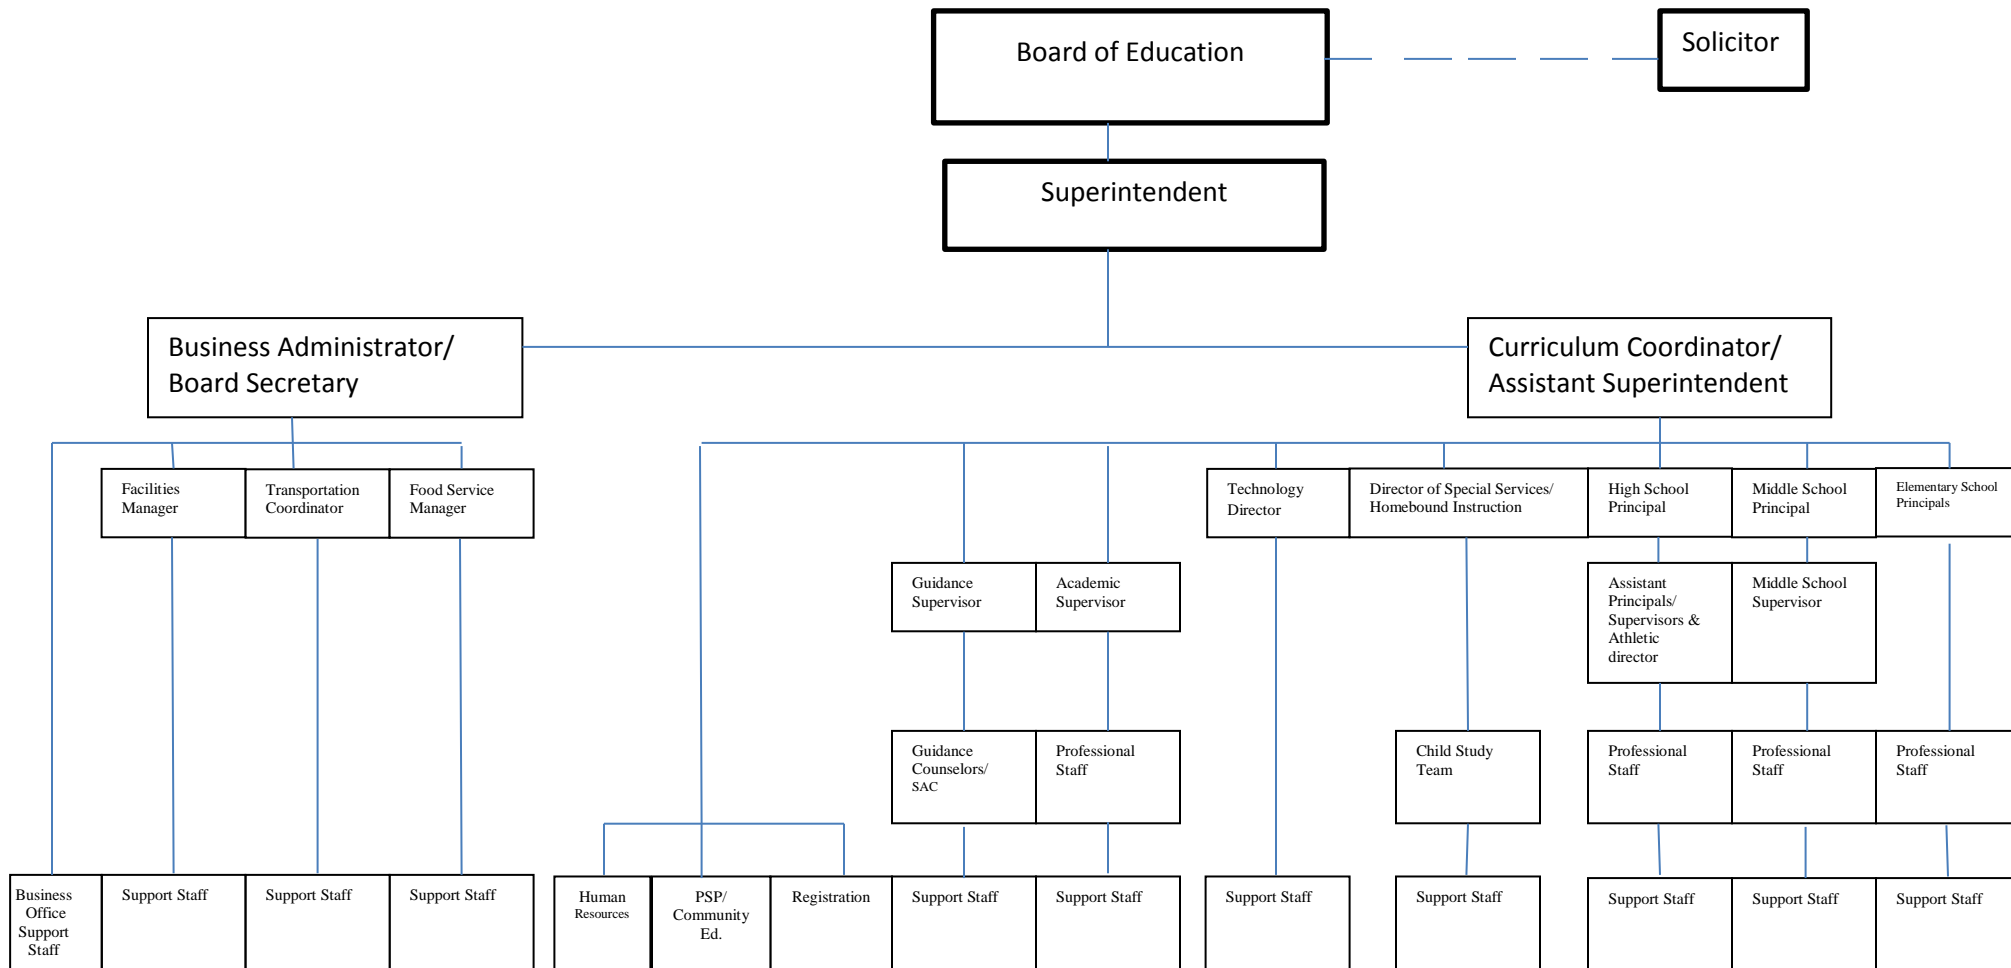 Board of Education
Solicitor
Superintendent
Business Administrator/
Board Secretary
Curriculum Coordinator/
Assistant Superintendent
Facilities
Manager
Transportation
Coordinator
Food Service
Manager
Technology
Director
Director of Special Services/
Homebound Instruction
High School
Principal
Middle School
Principal
Elementary School
Principals
Guidance
Supervisor
Academic
Supervisor
Assistant
Principals/
Supervisors &
Athletic
director
Middle School
Supervisor
Guidance
Counselors/
SAC
Professional
Staff
Child Study
Team
Professional
Staff
Professional
Staff
Professional
Staff
Business
Office
Support
Staff
Support Staff
Support Staff
Support Staff
Human
Resources
PSP/
Community
Ed.
Registration
Support Staff
Support Staff
Support Staff
Support Staff
Support Staff
Support Staff
Support Staff